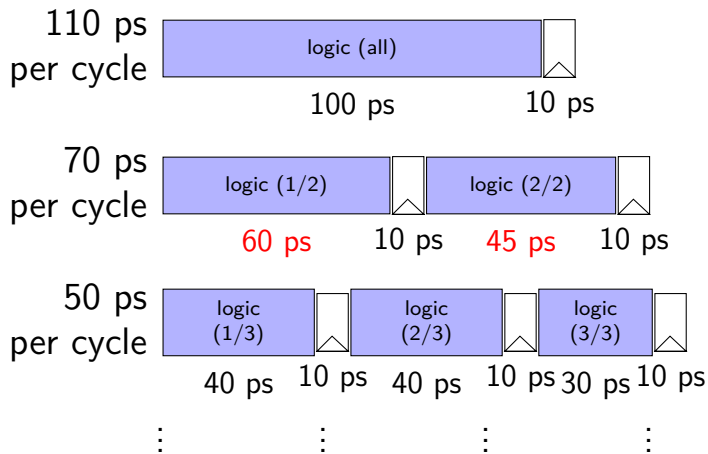 110 ps
per cycle
logic (all)
100 ps
10 ps
70 ps
per cycle
logic (1/2)
logic (2/2)
60 ps
10 ps
45 ps
10 ps
50 ps
per cycle
logic
(1/3)
logic
(2/3)
logic
(3/3)
40 ps
10 ps
40 ps
10 ps
30 ps
10 ps